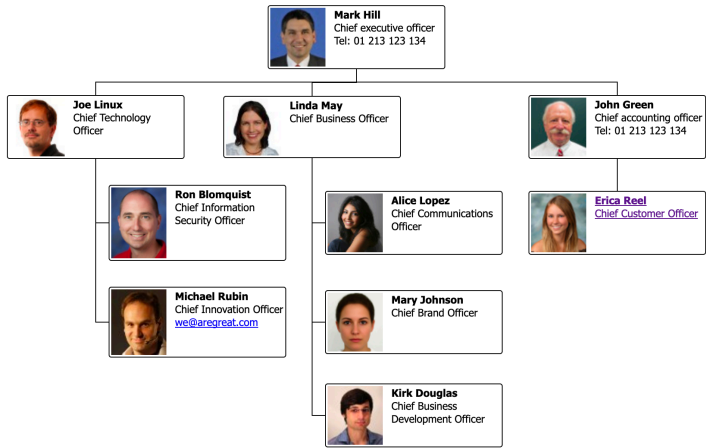 Mark Hill
Chief executive officer
Tel: 01 213 123 134
Joe Linux
Chief Technology
Officer
Linda May
Chief Business Officer
John Green
Chief accounting officer
Tel: 01 213 123 134
Ron Blomquist
Chief Information
Security Officer
Alice Lopez
Chief Communications
Officer
Erica Reel
Chief Customer Officer
Michael Rubin
Chief Innovation Officer
we@aregreat.com
Mary Johnson
Chief Brand Officer
Kirk Douglas
Chief Business
Development Officer